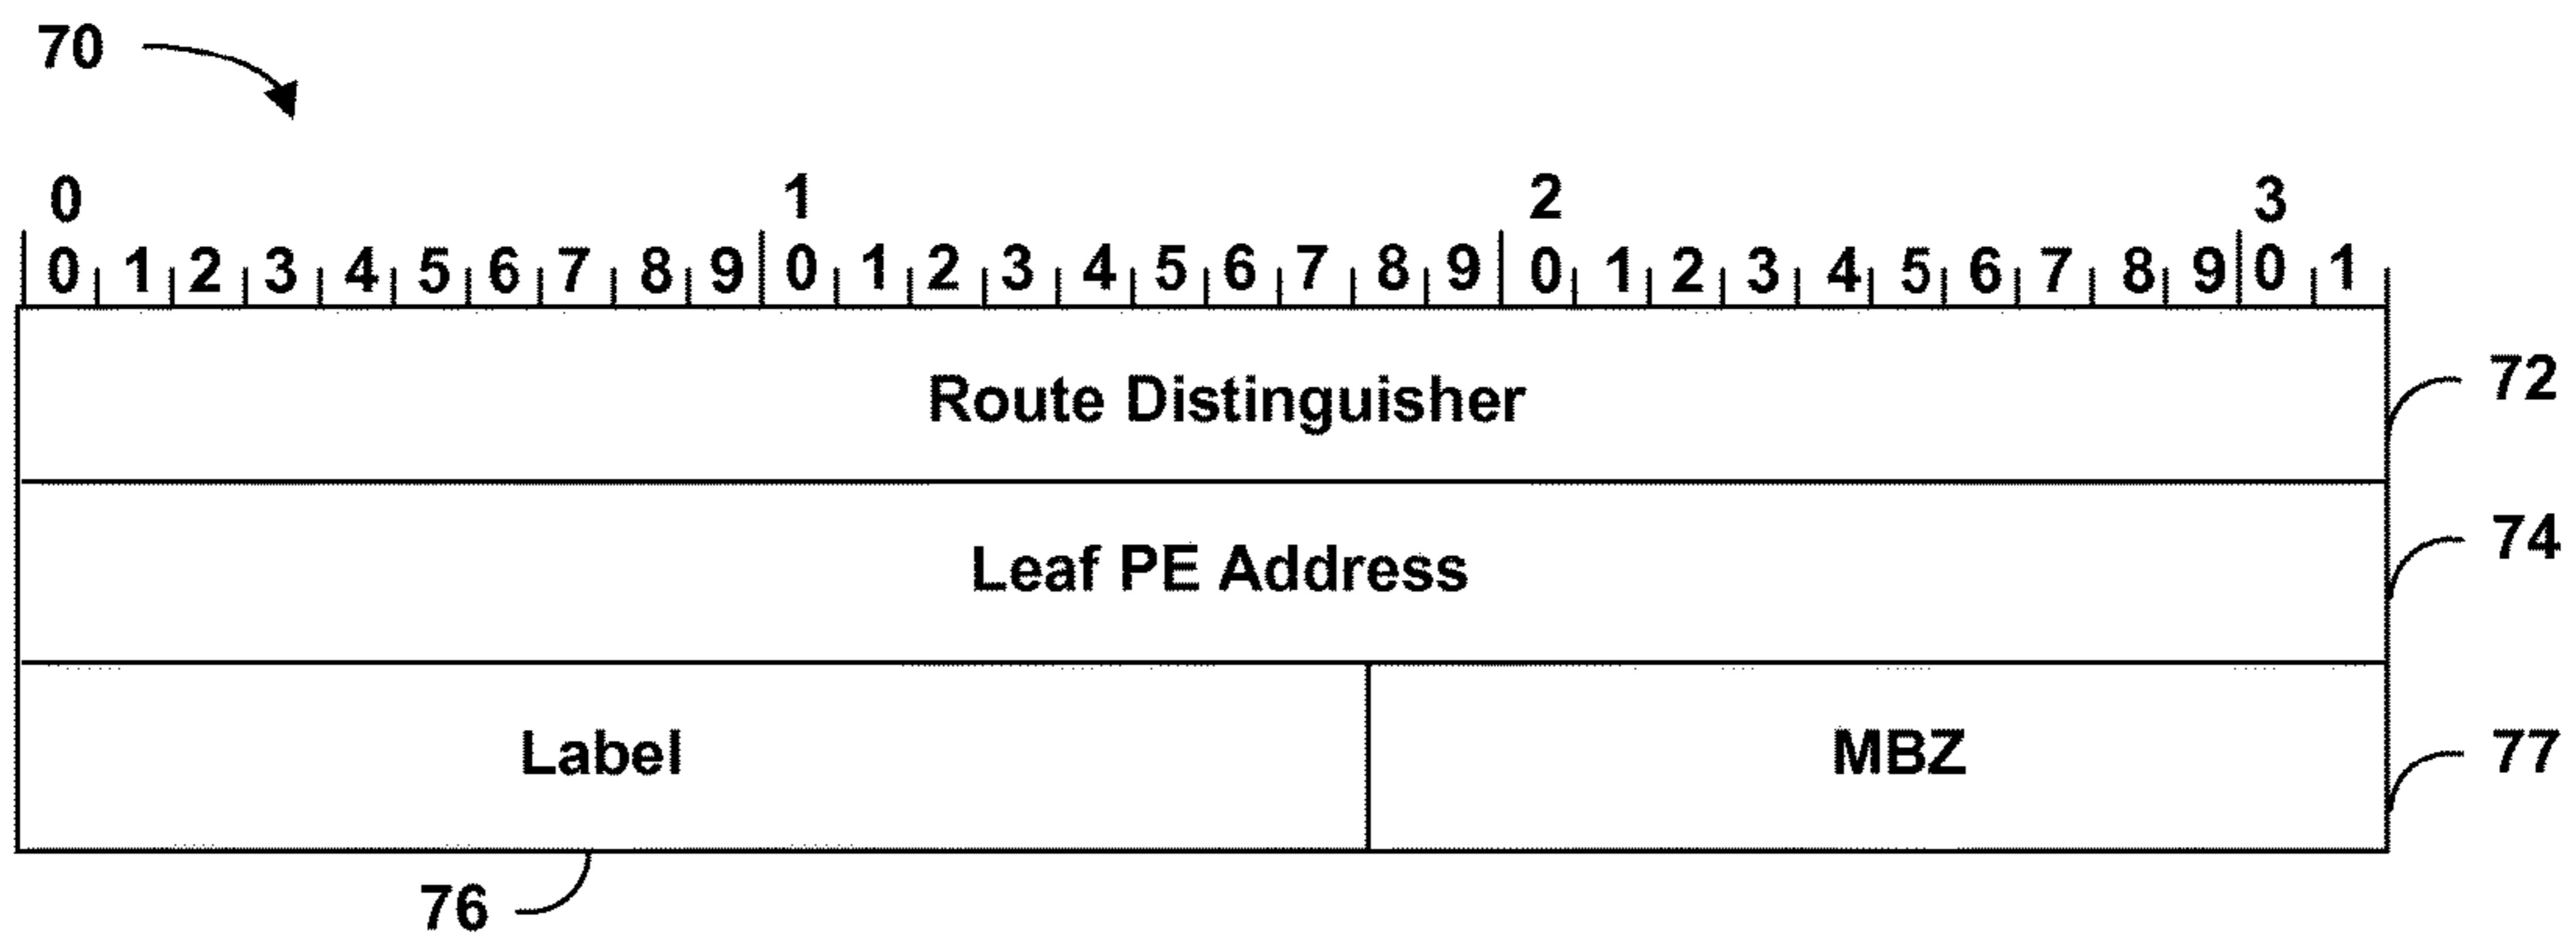 70
0 1 2 3
0 1 2 3 4 5 6 7 8 9 0 1 2 3 4 5 6 7 8 9 0 1 2 3 4 5 6 7 8 9 0 1
Route Distinguisher 72
Leaf PE Address 74
Label MBZ 77
76